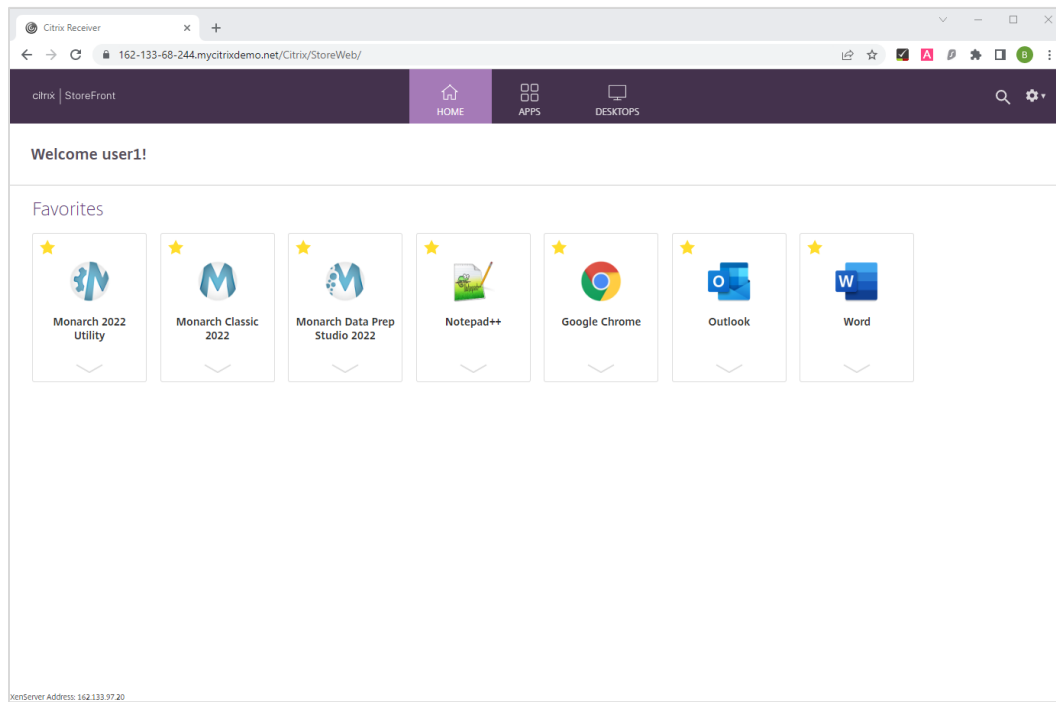 Citrix Receiver
162-133-68-244.mycitrixdemo.net/Citrix/StoreWeb/
A
B
citrix | StoreFront
HOME
APPS
DESKTOPS
Welcome user1!
Favorites
Monarch 2022
Utility
Monarch Classic
2022
Monarch Data Prep
Studio 2022
Notepad++
Google Chrome
Outlook
Word
XenServer Address: 162.133.97.20